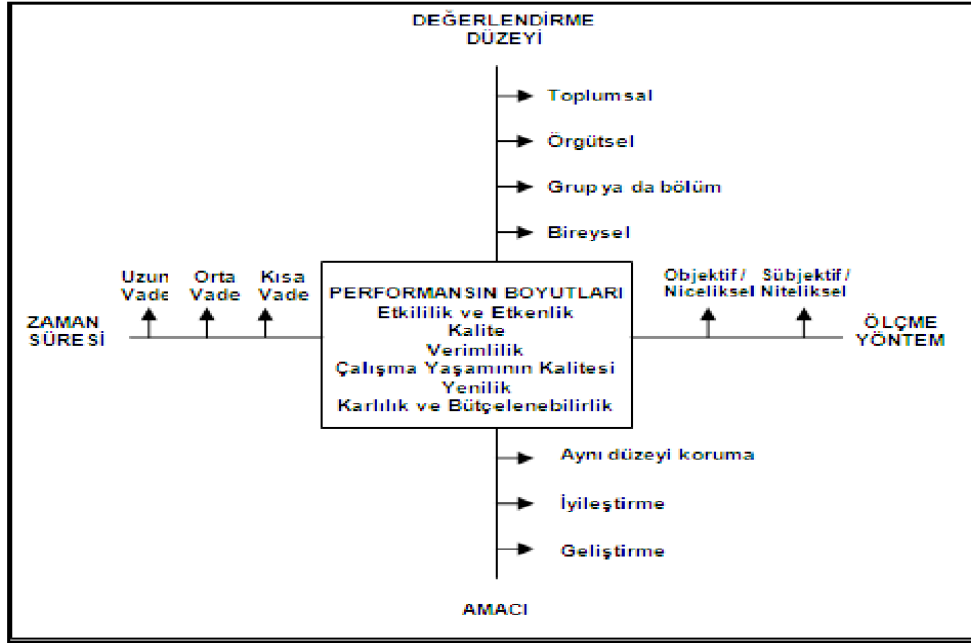 DEĞERLENDİRME
DÜZEYİ
Toplumsal
Örgütsel
Grup ya da bölüm
Bireysel
Uzun Vade
Orta Vade
Kısa Vade
ZAMAN
SÜRESİ
PERFORMANSIN BOYUTLARI
Etkililik ve Etkenlik
Kalite
Verimlilik
Çalışma Yaşamının Kalitesi
Yenilik
Karlılık ve Bütçelenebilirlik
Objektif /
Niceliksel
Sübjektif /
Niteliksel
ÖLÇME
YÖNTEM
Aynı düzeyi koruma
İyileştirme
Geliştirme
AMACI